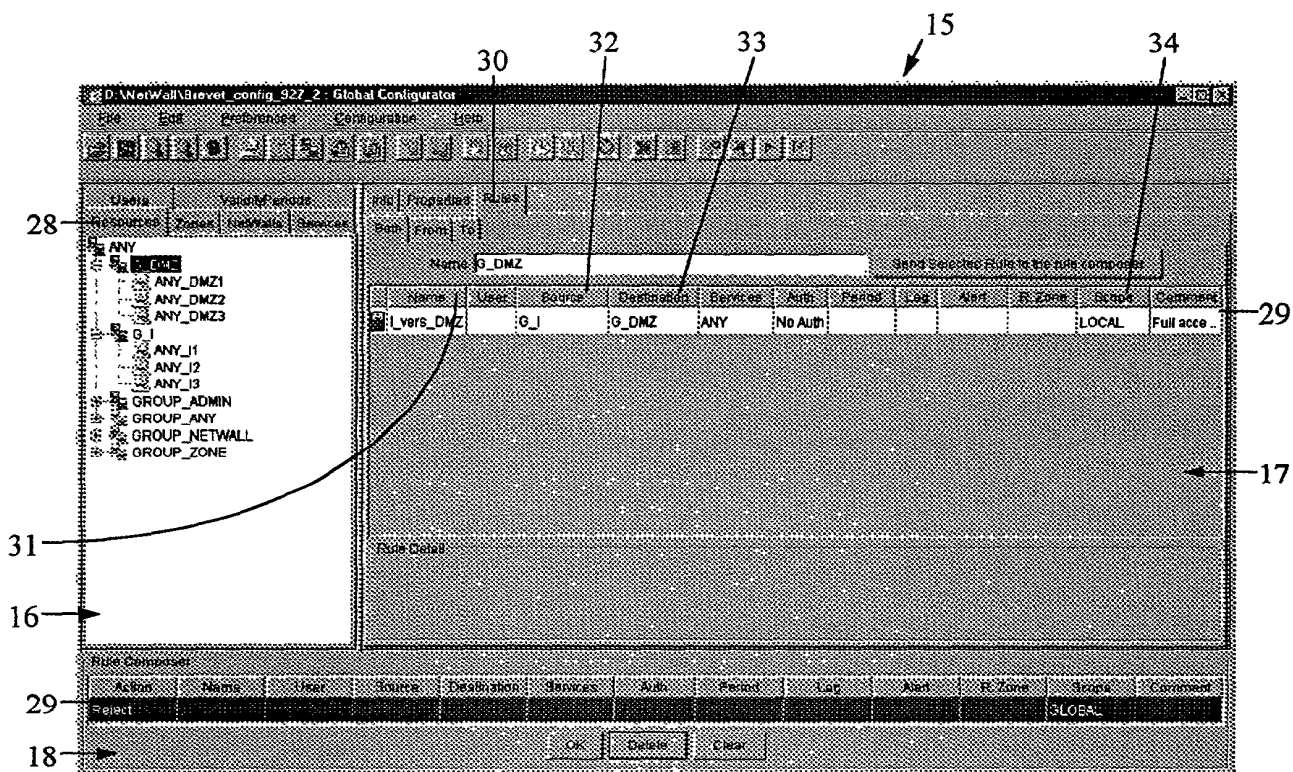 15
32 33 34
30
D:\NetWall\Brevet_config_927_2 : Global Configurator
File Edit Preferences Configuration Help
Users Validity Periods
Info Properties Rules
28
Resources Zones NetWalls Services
Both From To
ANY
Name G_DMZ Send Selected Rule to the rule composer
G_DMZ
ANY_DMZ1
ANY_DMZ2
ANY_DMZ3
G_I
ANY_I1
ANY_I2
ANY_I3
GROUP_ADMIN
GROUP_ANY
GROUP_NETWALL
GROUP_ZONE
Name User Source Destination Services Auth Period Log Alert R.Zone Scope Comment
I_vers_DMZ G_I G_DMZ ANY No Auth LOCAL Full acce ..
29
17
31
Rule Detail
16
Rule Composer
Action Name User Source Destination Services Auth Period Log Alert R.Zone Scope Comment
29
Reject GLOBAL
18
OK Delete Clear